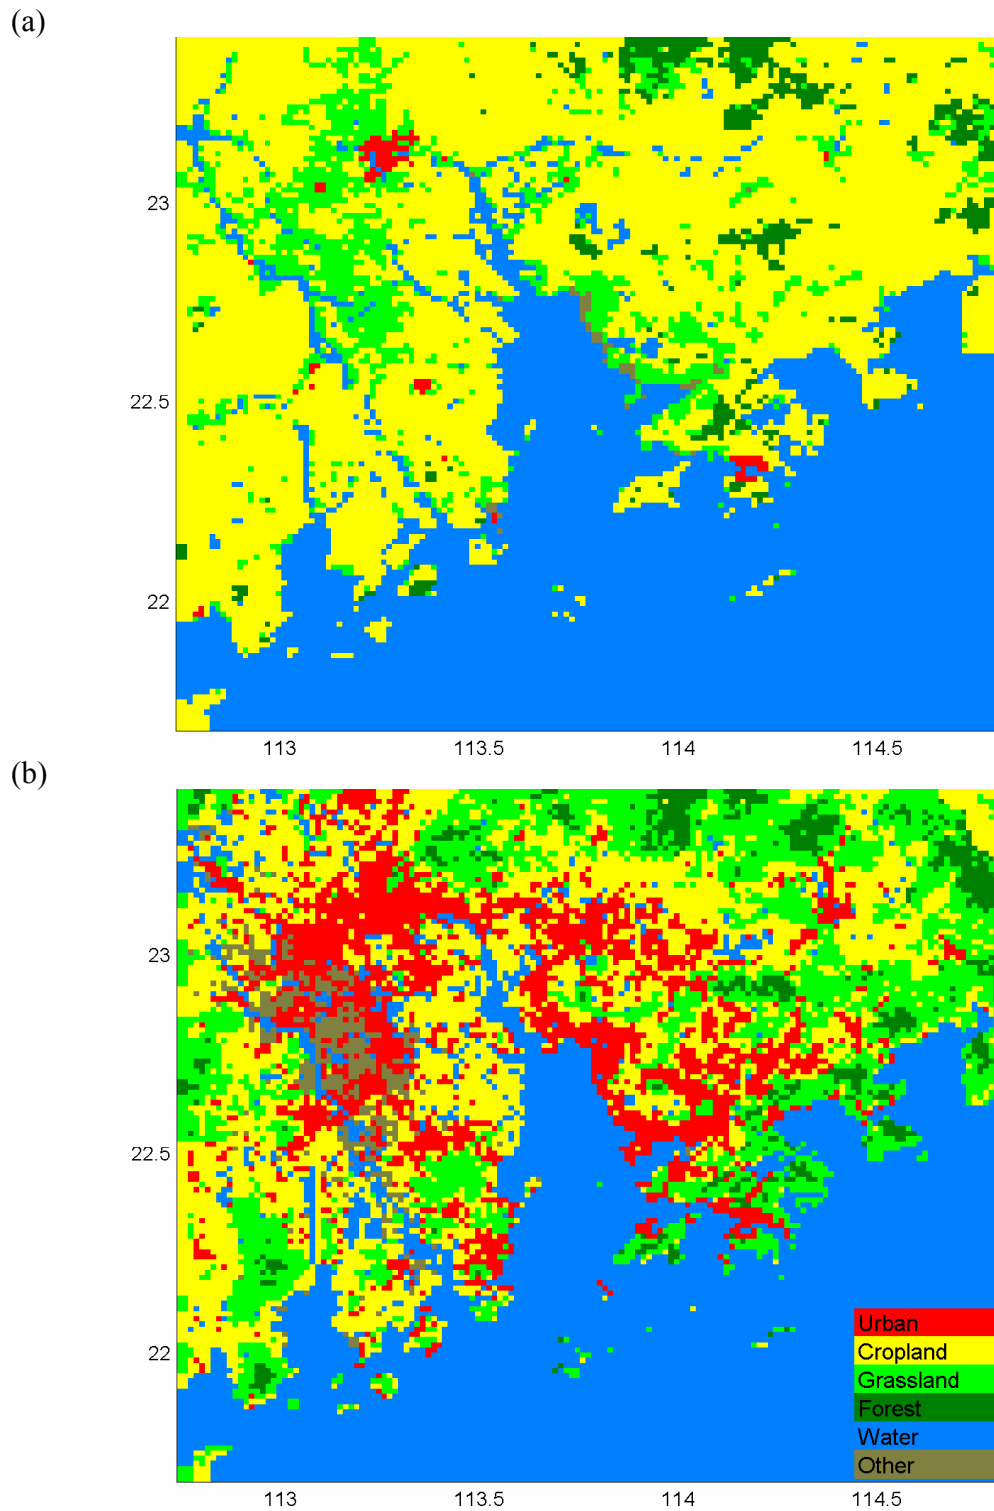 (a)
23
22.5
22
113 113.5 114 114.5
(b)
23
22.5
22
Urban
Cropland
Grassland
Forest
Water
Other
113 113.5 114 114.5